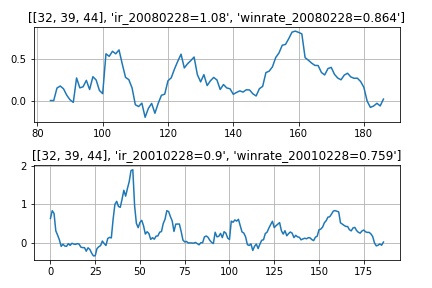 [[32, 39, 44], 'ir_20080228=1.08', 'winrate_20080228=0.864']
0.5
0.0
80 100 120 140 160 180
[[32, 39, 44], 'ir_20010228=0.9', 'winrate_20010228=0.759']
2
1
0
0 25 50 75 100 125 150 175